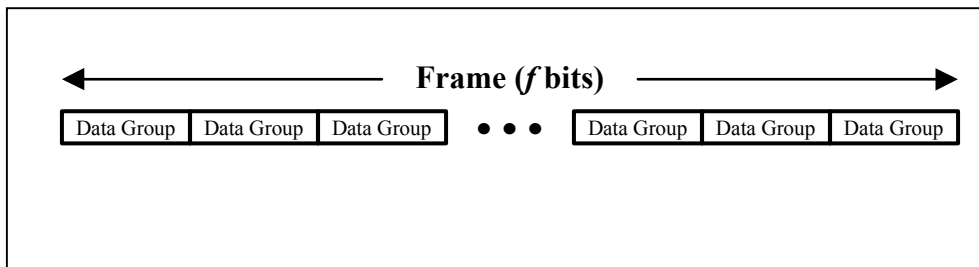 Frame (f bits)
Data Group Data Group Data Group • • • Data Group Data Group Data Group